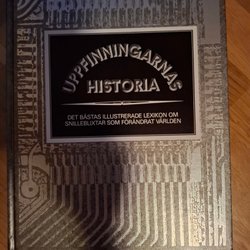 UPPFINNINGARNAS
HISTORIA
DET BÄSTAS ILLUSTRERADE LEXIKON OM
SNILLEBLIXTAR SOM FÖRÄNDRAT VÄRLDEN